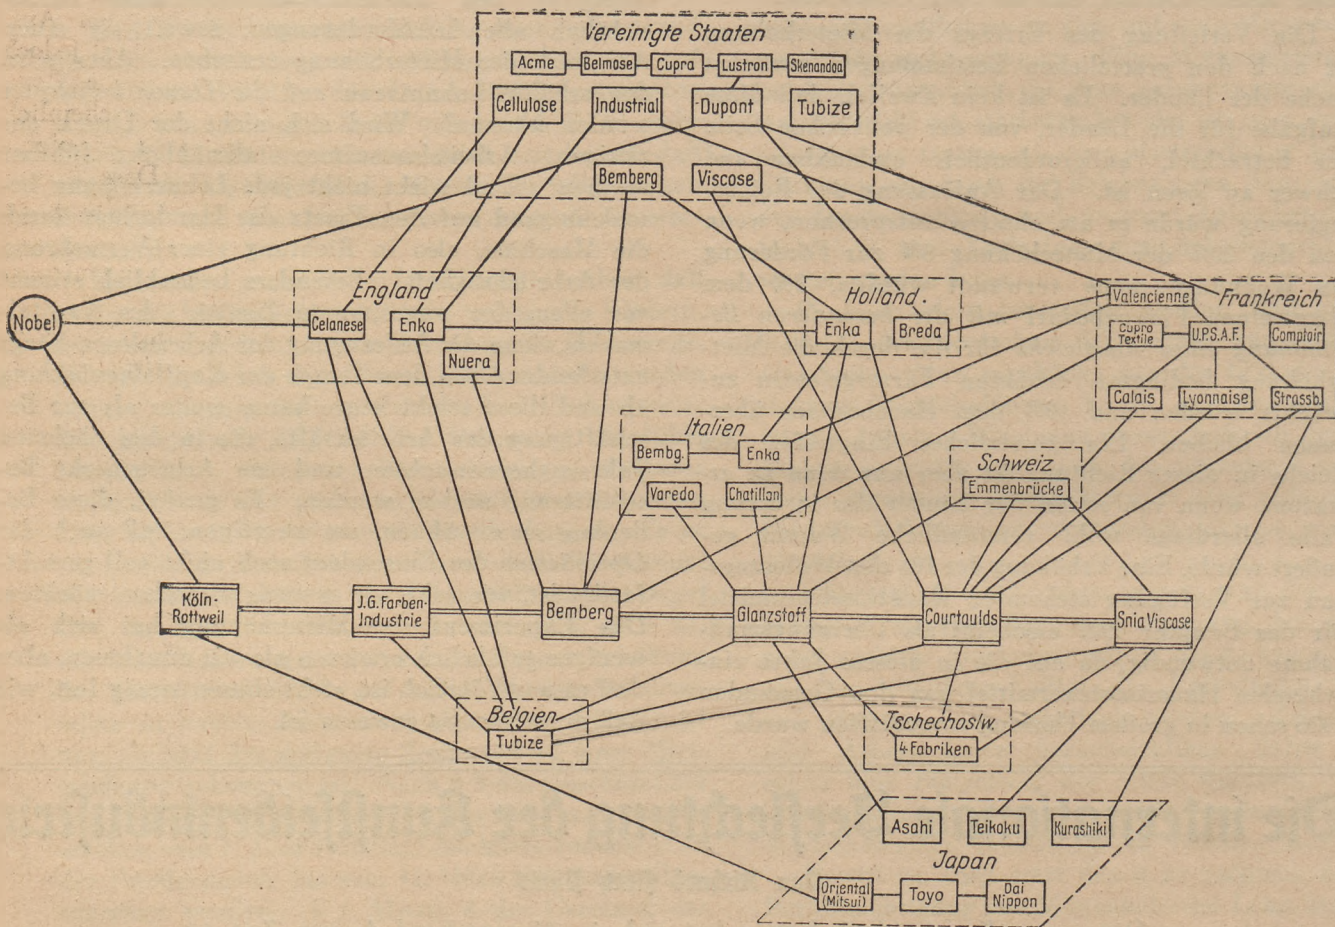 Vereinigte Staaten
Acme Belmose Cupra Lustron Skenandoa
Cellulose Industrial Dupont Tubize
Bemberg Viscose
England
Celanese Enka
Nuera
Holland.
Enka Breda
Frankreich
Valencienne
Cupro
Textile
U.P.S.A.F. Comptoir
Calais Lyonnaise Strassb.
Nobel
Italien
Bembg. Enka
Varedo Chatillon
Schweiz
Emmenbrücke
Köln-
Rottweil
J.G. Farben-
Industrie
Bemberg Glanzstoff Courtaulds Snia Viscase
Belgien
Tubize
Tschechoslw.
4 Fabriken
Asahi Teikoku Kurashiki
Japan
Oriental
(Mitsui)
Toyo
Dai
Nippon